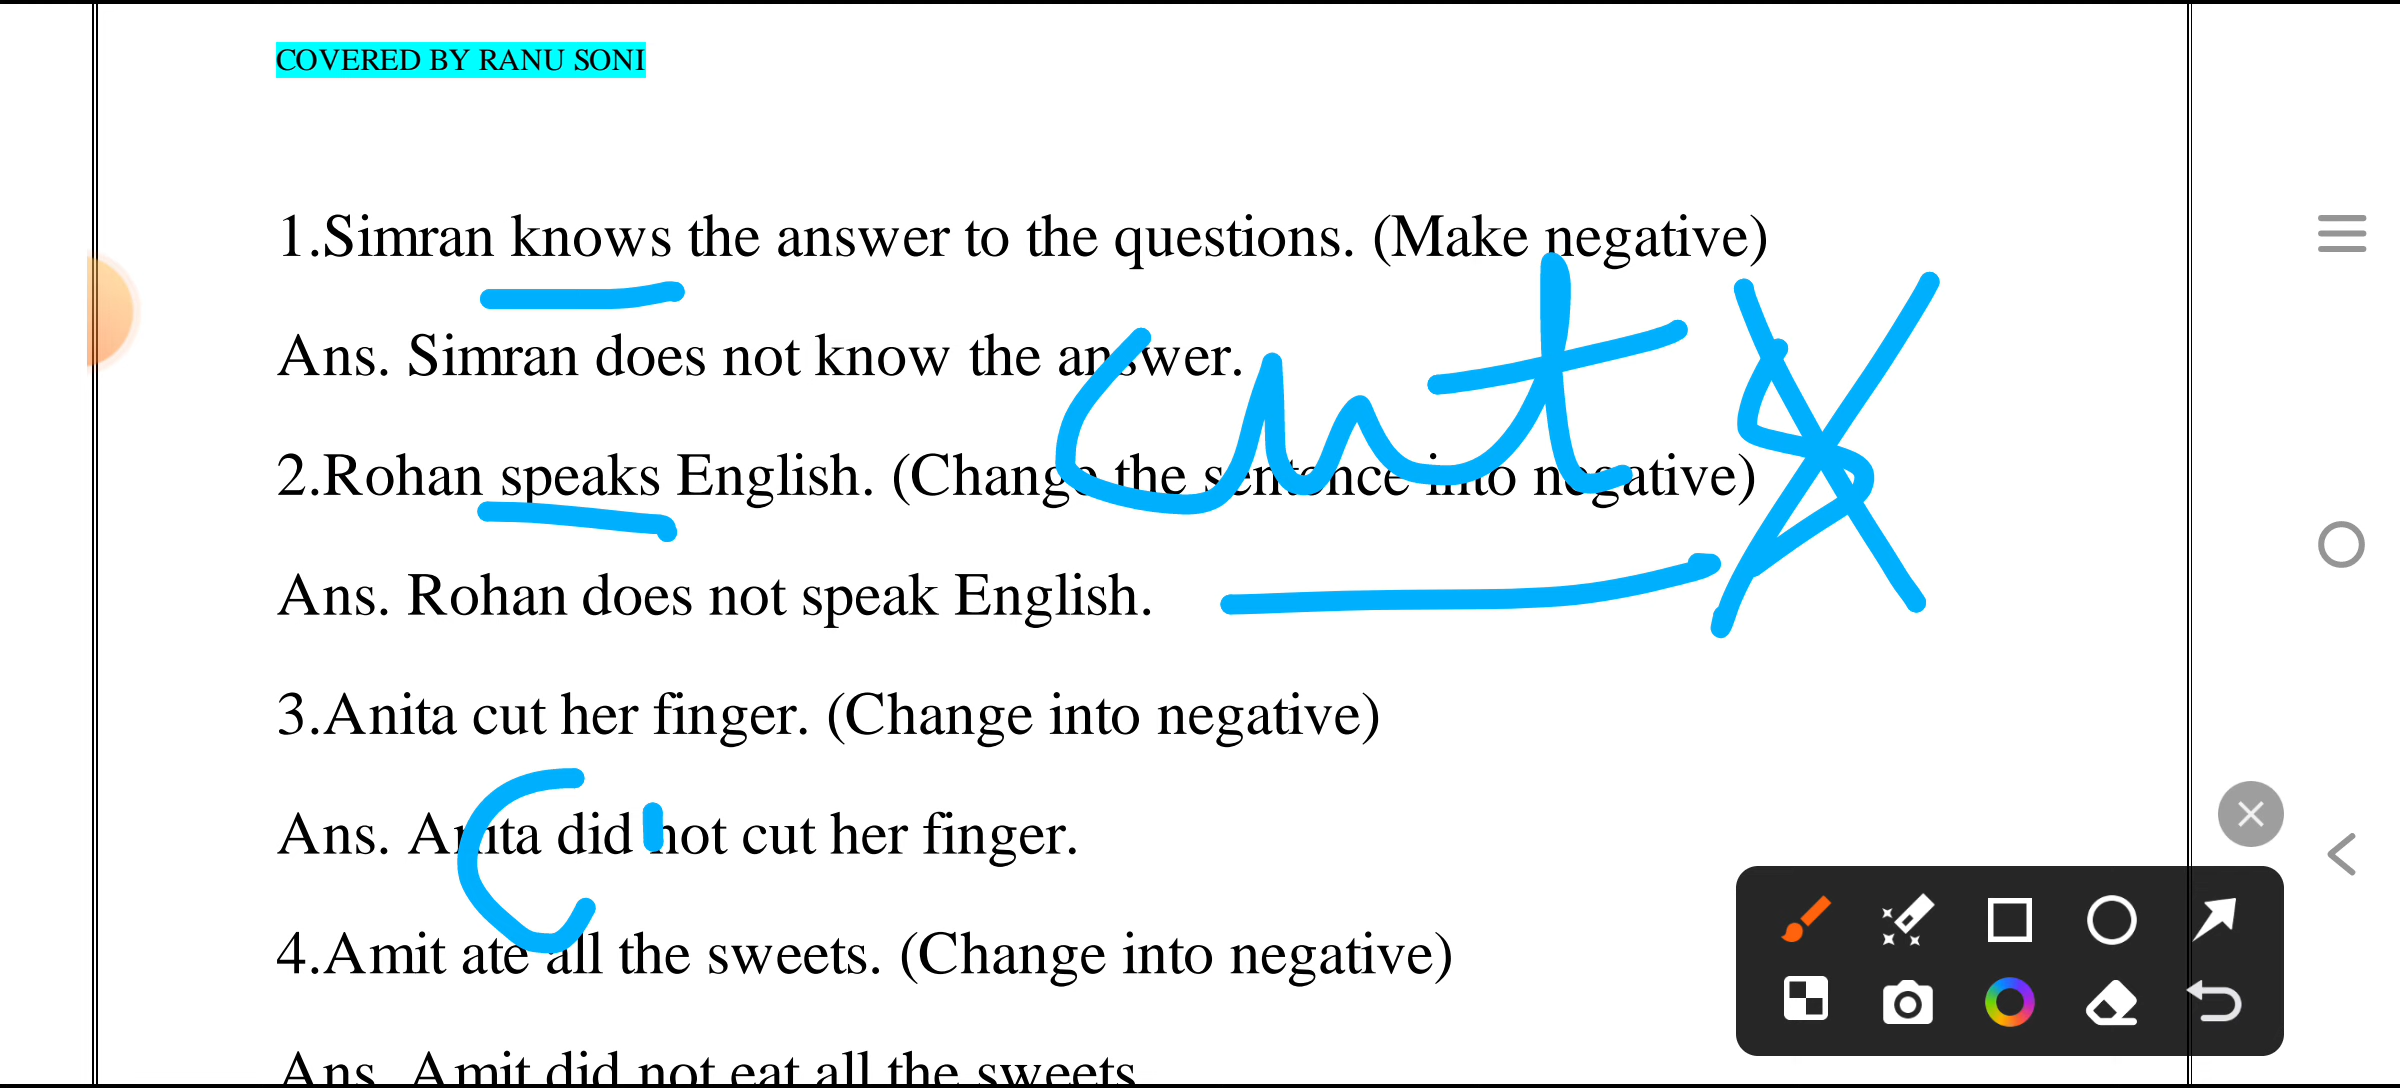 COVERED BY RANU SONI
1.Simran knows the answer to the questions. (Make negative)
Ans. Simran does not know the answer.
cut s
2.Rohan speaks English. (Change the sentence into negative)
Ans. Rohan does not speak English.
3.Anita cut her finger. (Change into negative)
Ans. Anita did not cut her finger.
4.Amit ate all the sweets. (Change into negative)
Ans. Amit did not eat all the sweets